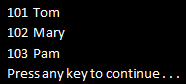 101 Tom
102 Mary
103 Pam
Press any key to continue . . .